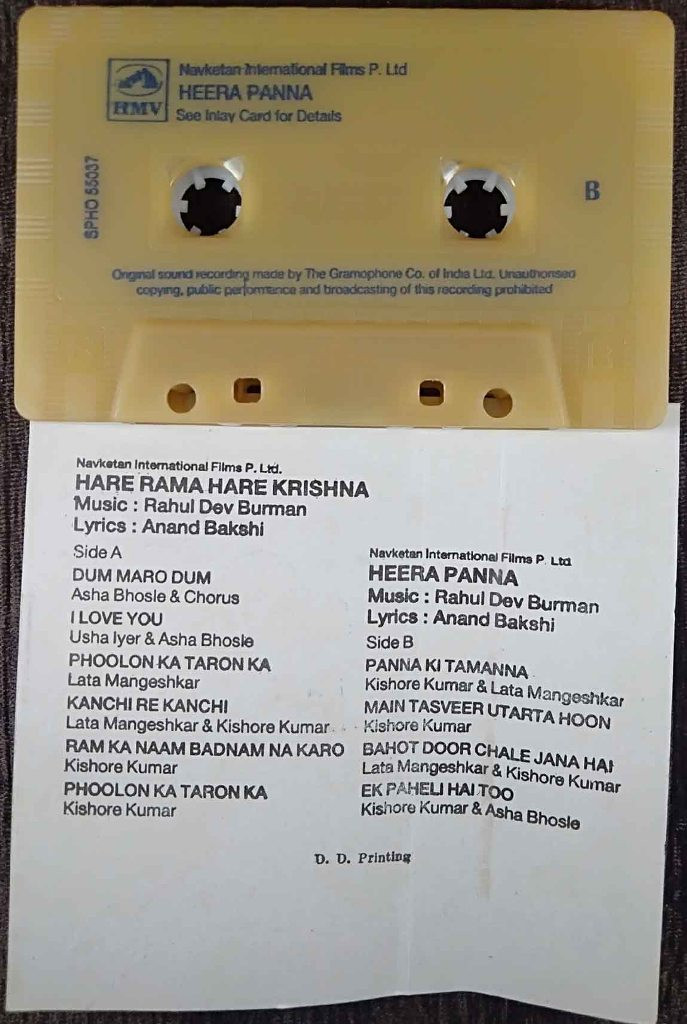 HMV
Navketan International Films P. Ltd
HEERA PANNA
See Inlay Card for Details
SPHO 55037
B
Original sound recording made by The Gramophone Co. of India Ltd. Unauthorised
copying, public performance and broadcasting of this recording prohibited
Navketan International Films P. Ltd.
HARE RAMA HARE KRISHNA
Music : Rahul Dev Burman
Lyrics : Anand Bakshi
Side A
DUM MARO DUM
Asha Bhosle & Chorus
I LOVE YOU
Usha Iyer & Asha Bhosle
PHOOLON KA TARON KA
Lata Mangeshkar
KANCHI RE KANCHI
Lata Mangeshkar & Kishore Kumar
RAM KA NAAM BADNAM NA KARO
Kishore Kumar
PHOOLON KA TARON KA
Kishore Kumar
Navketan International Films P. Ltd
HEERA PANNA
Music : Rahul Dev Burman
Lyrics : Anand Bakshi
Side B
PANNA KI TAMANNA
Kishore Kumar & Lata Mangeshkar
MAIN TASVEER UTARTA HOON
Kishore Kumar
BAHOT DOOR CHALE JANA HAI
Lata Mangeshkar & Kishore Kumar
EK PAHELI HAI TOO
Kishore Kumar & Asha Bhosle
D. D. Printing